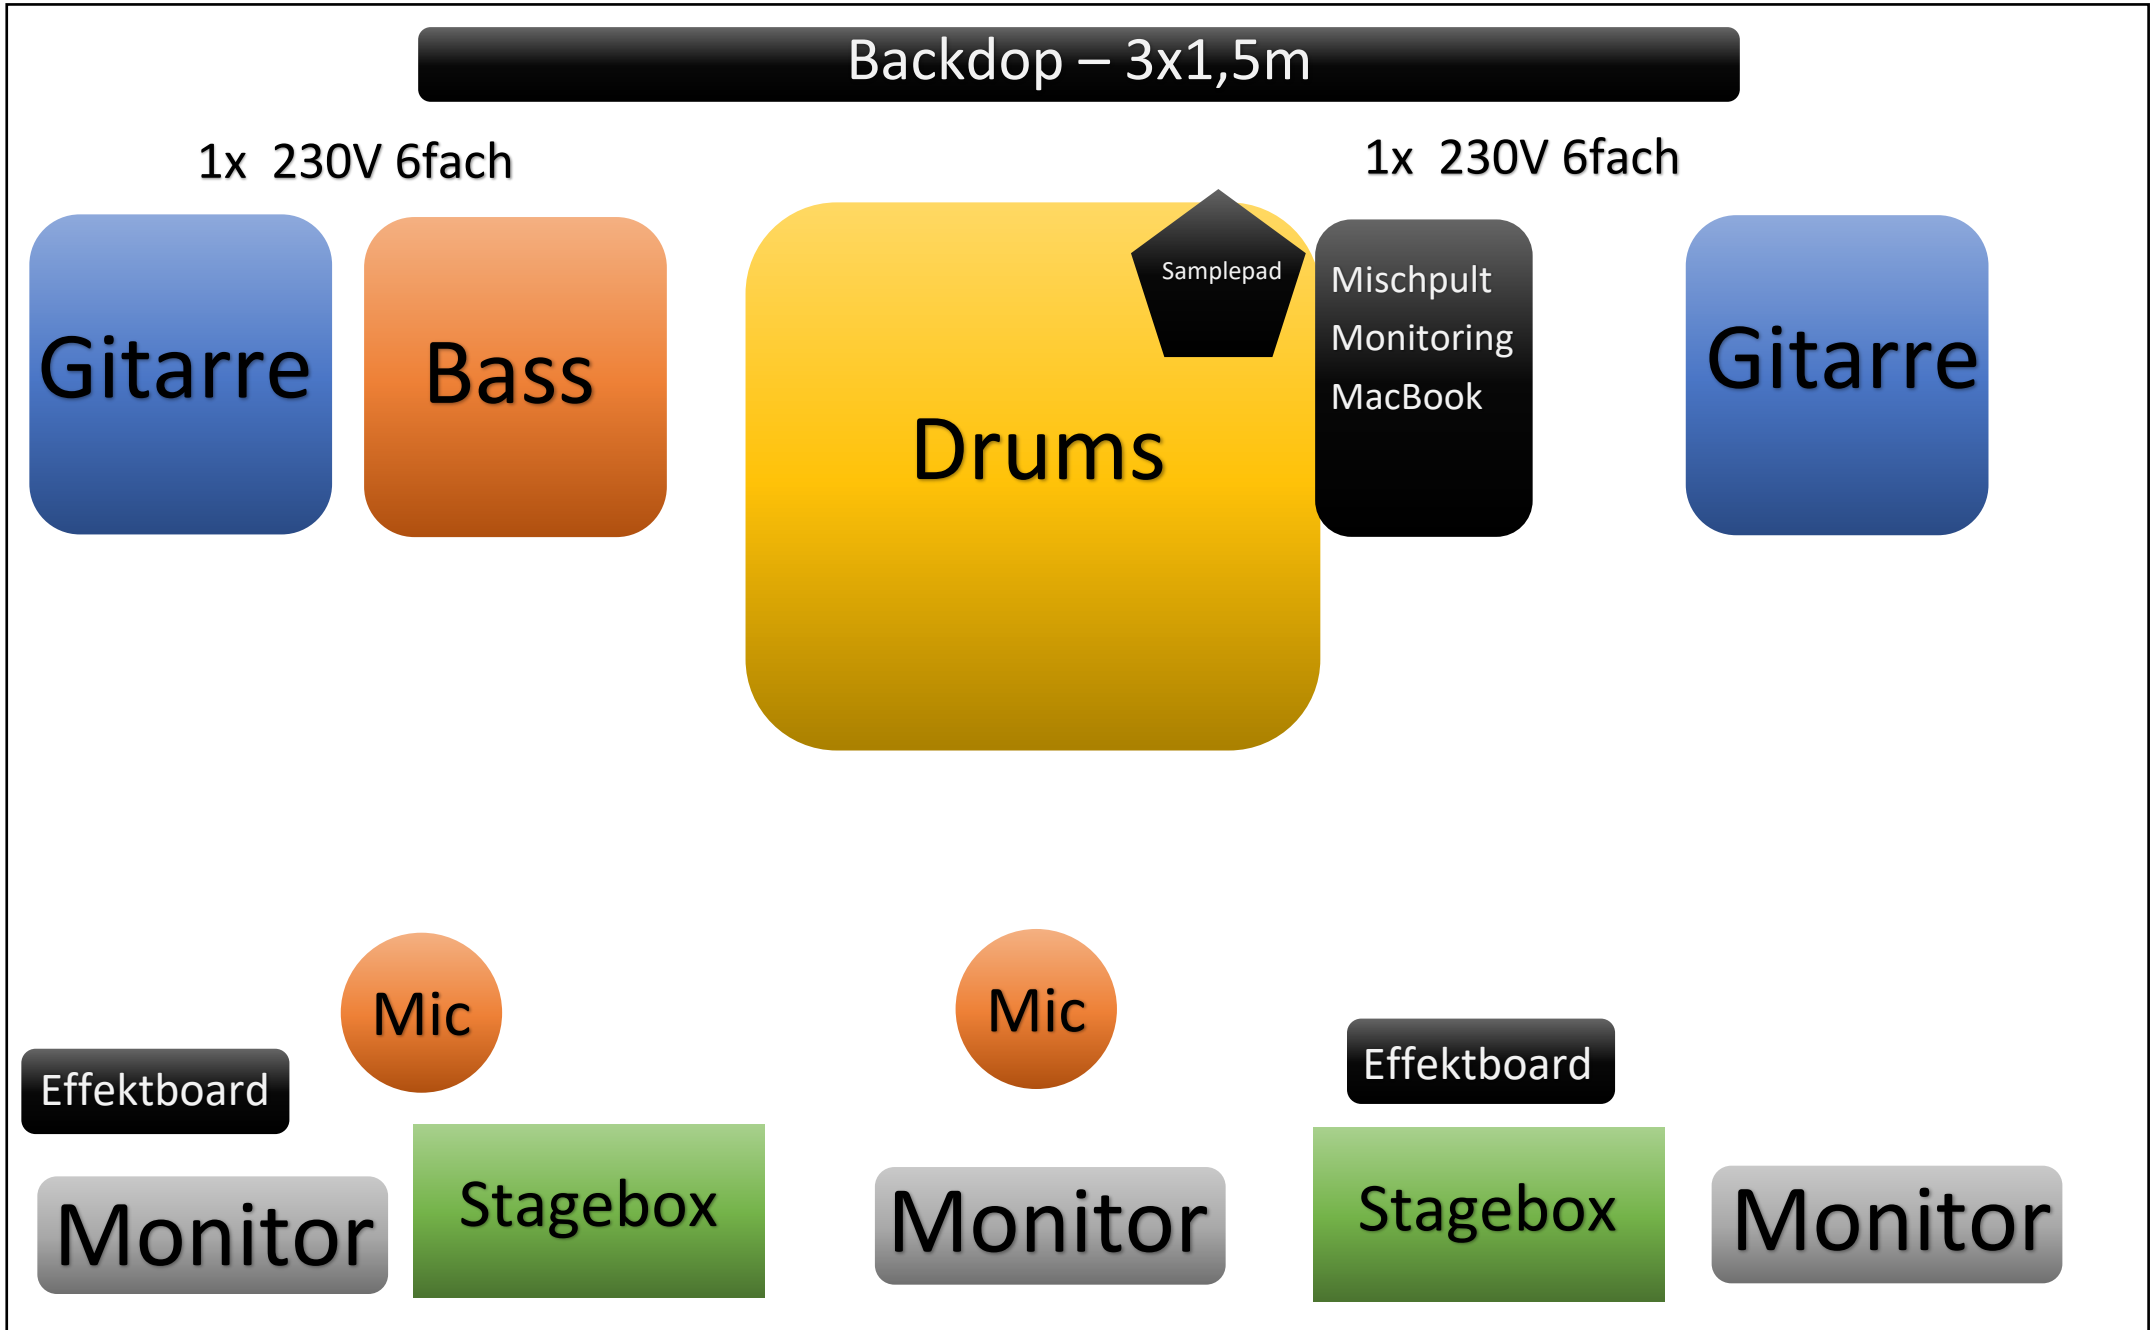 Backdop – 3x1,5m
1x 230V 6fach
1x 230V 6fach
Gitarre
Bass
Drums
Samplepad
Mischpult
Monitoring
MacBook
Gitarre
Mic
Mic
Effektboard
Effektboard
Monitor
Stagebox
Monitor
Stagebox
Monitor